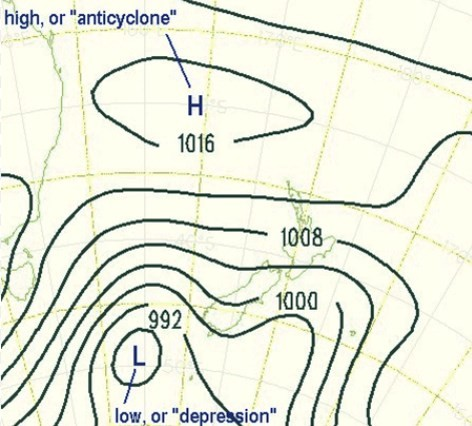 high, or "anticyclone"
H
1016
1008
1000
992
L
low, or "depression"